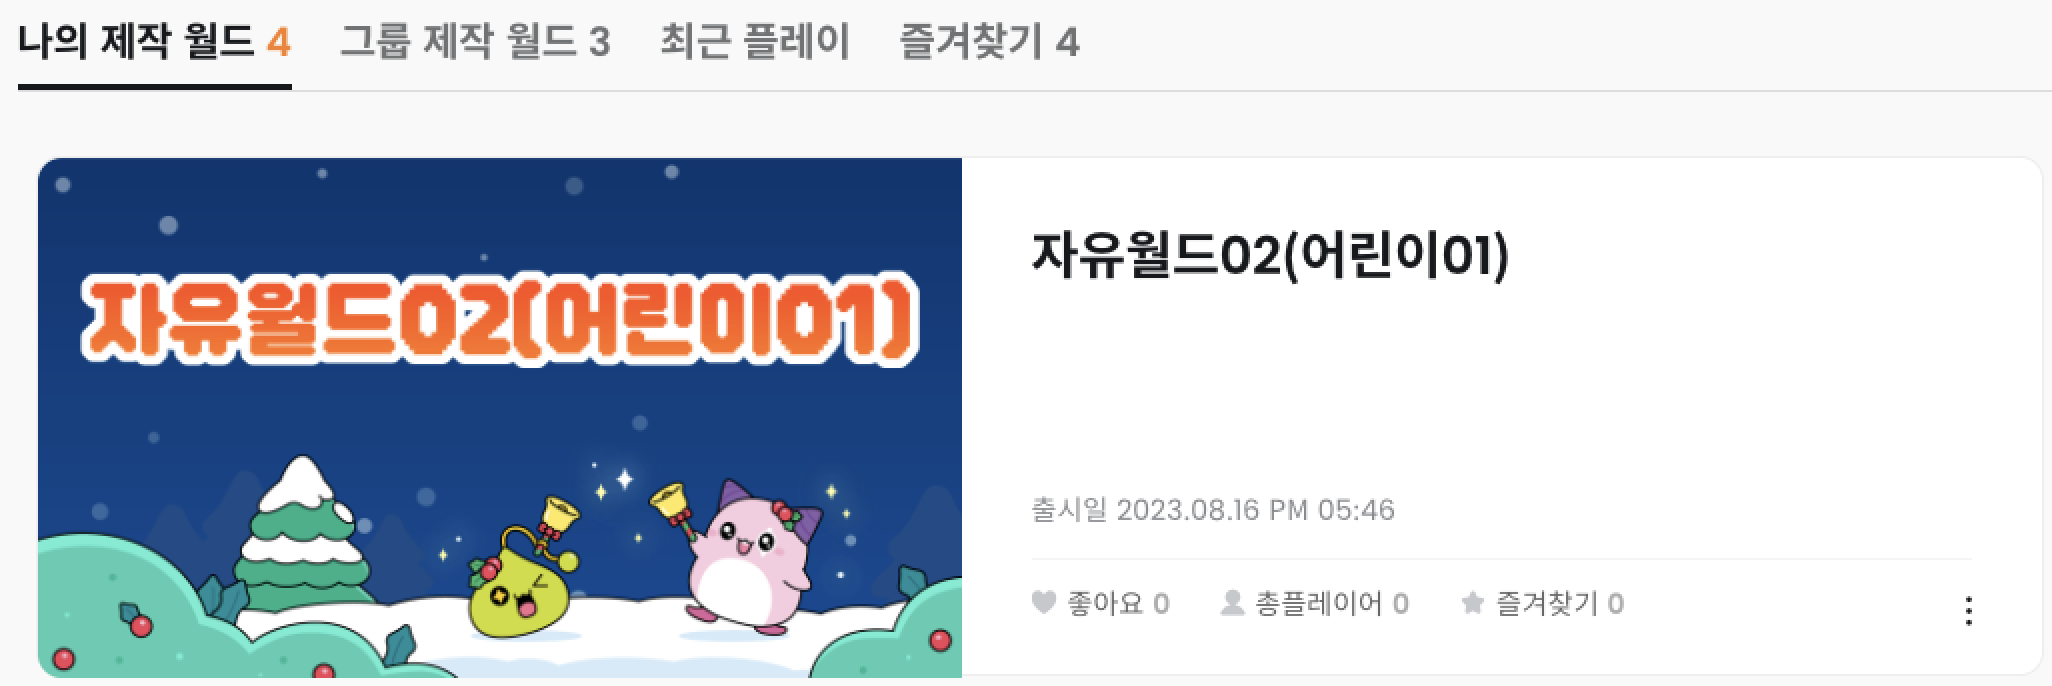 나의 제작 월드 4 그룹 제작 월드 3 최근 플레이 즐겨찾기 4
자유월드02(어린이01)
자유월드02(어린이01)
출시일 2023.08.16 PM 05:46
좋아요 0 총플레이어 0 즐겨찾기 0